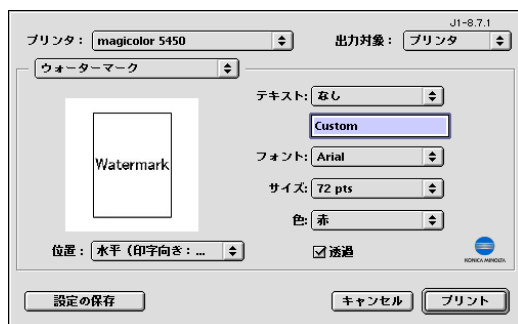 J1-8.7.1
プリンタ： magicolor 5450 出力対象： プリンタ
ウォーターマーク
テキスト: なし
Custom
Watermark
フォント: Arial
サイズ: 72 pts
色: 赤
位置： 水平（印字向き：... 透過
KONICA MINOLTA
設定の保存 キャンセル プリント